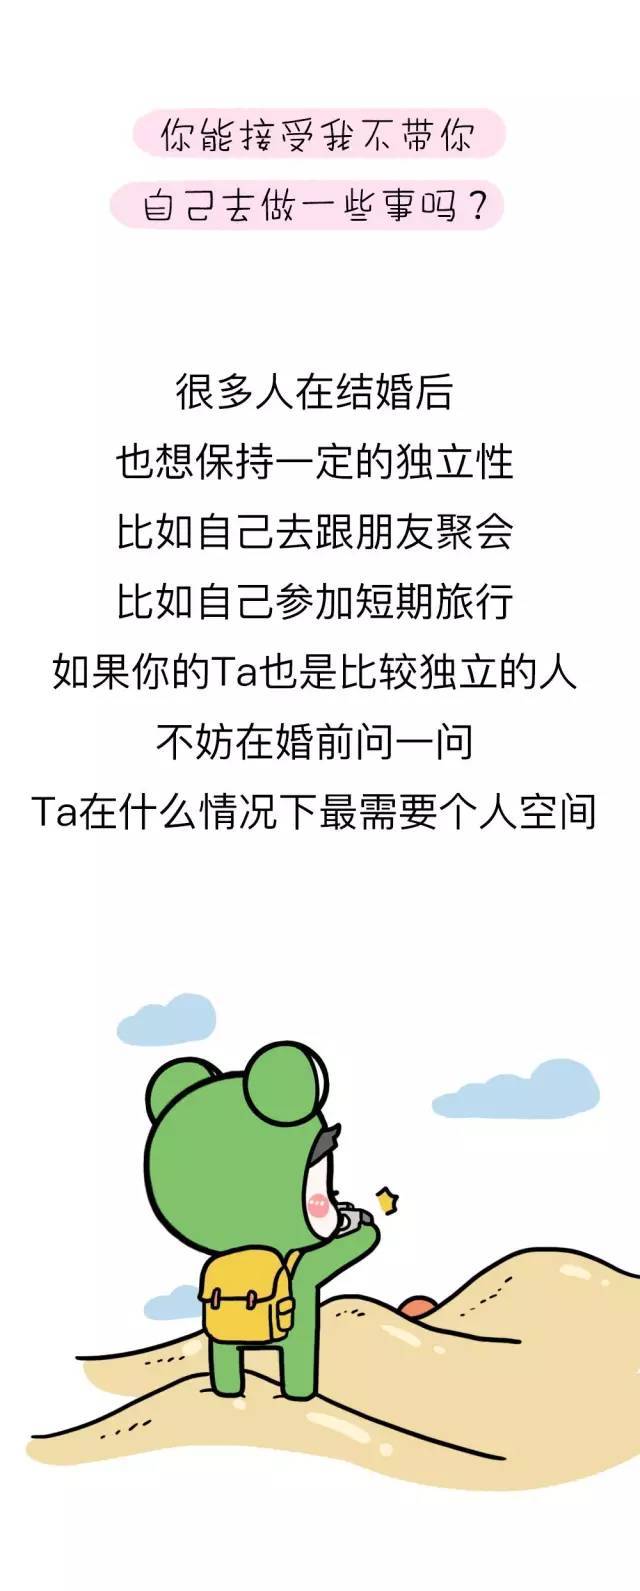 你能接受我不带你
自己去做一些事吗？
很多人在结婚后
也想保持一定的独立性
比如自己去跟朋友聚会
比如自己参加短期旅行
如果你的Ta也是比较独立的人
不妨在婚前问一问
Ta在什么情况下最需要个人空间